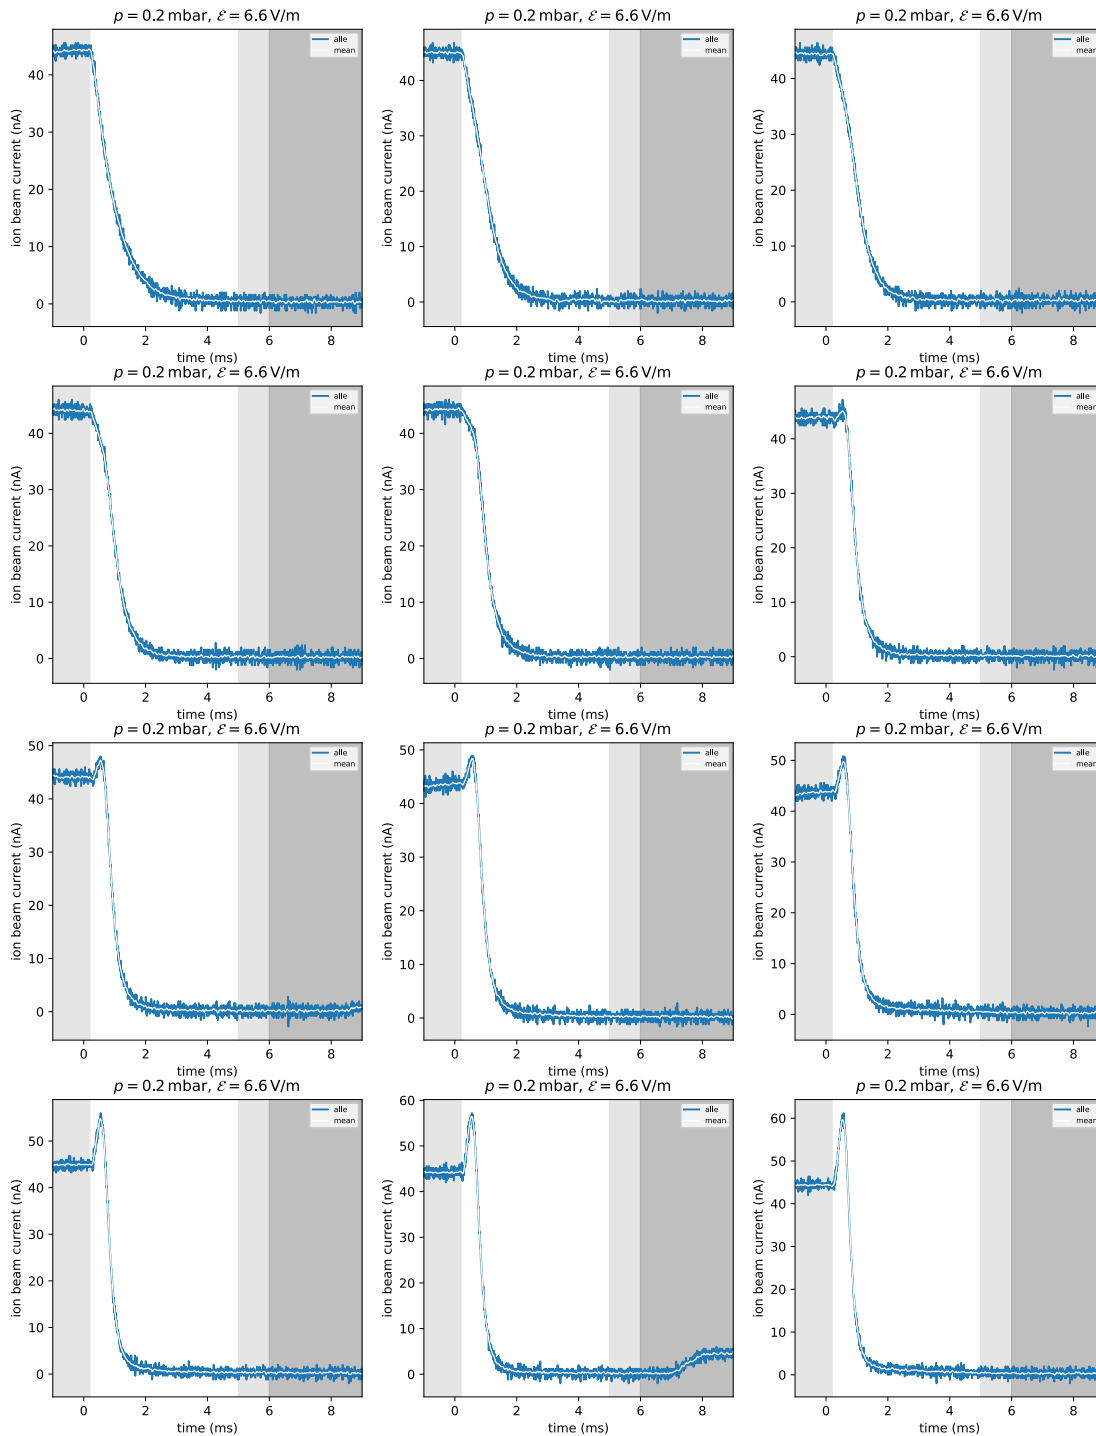 p = 0.2 mbar, ℰ = 6.6 V/m
p = 0.2 mbar, ℰ = 6.6 V/m
p = 0.2 mbar, ℰ = 6.6 V/m
alle
mean
alle
mean
alle
mean
40
30
20
10
0
40
30
20
10
0
40
30
20
10
0
ion beam current (nA)
ion beam current (nA)
ion beam current (nA)
0 2 4 6 8
0 2 4 6 8
0 2 4 6 8
time (ms)
time (ms)
time (ms)
p = 0.2 mbar, ℰ = 6.6 V/m
p = 0.2 mbar, ℰ = 6.6 V/m
p = 0.2 mbar, ℰ = 6.6 V/m
alle
mean
alle
mean
alle
mean
40
30
20
10
0
40
30
20
10
0
40
30
20
10
0
ion beam current (nA)
ion beam current (nA)
ion beam current (nA)
0 2 4 6 8
0 2 4 6 8
0 2 4 6 8
time (ms)
time (ms)
time (ms)
p = 0.2 mbar, ℰ = 6.6 V/m
p = 0.2 mbar, ℰ = 6.6 V/m
p = 0.2 mbar, ℰ = 6.6 V/m
alle
mean
alle
mean
alle
mean
50
40
30
20
10
0
50
40
30
20
10
0
50
40
30
20
10
0
ion beam current (nA)
ion beam current (nA)
ion beam current (nA)
0 2 4 6 8
0 2 4 6 8
0 2 4 6 8
time (ms)
time (ms)
time (ms)
p = 0.2 mbar, ℰ = 6.6 V/m
p = 0.2 mbar, ℰ = 6.6 V/m
p = 0.2 mbar, ℰ = 6.6 V/m
alle
mean
alle
mean
alle
mean
50
40
30
20
10
0
60
50
40
30
20
10
0
60
50
40
30
20
10
0
ion beam current (nA)
ion beam current (nA)
ion beam current (nA)
0 2 4 6 8
0 2 4 6 8
0 2 4 6 8
time (ms)
time (ms)
time (ms)